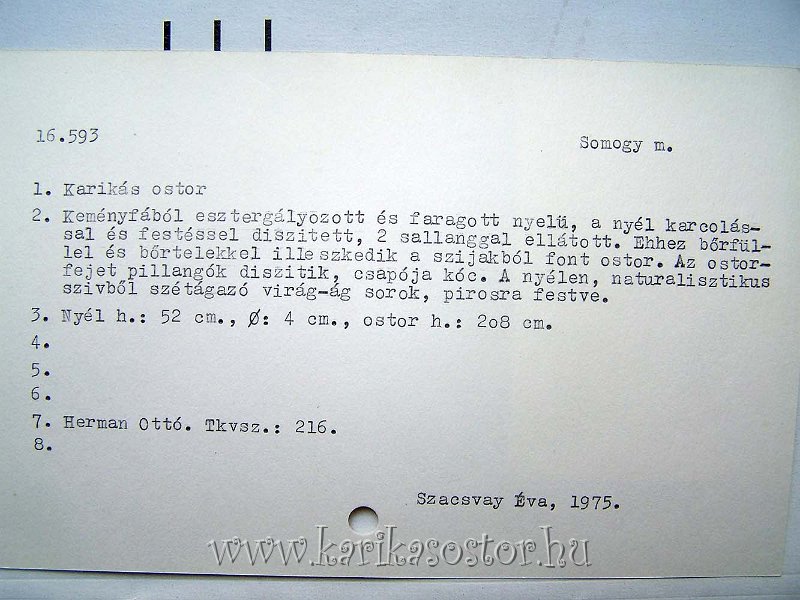 16.593
Somogy m.
1. Karikás ostor
2. Keményfából esztergályozott és faragott nyelű, a nyél karcolás-
sal és festéssel diszitett, 2 sallanggal ellátott. Ehhez bőrfül-
lel és bőrtelekkel illeszkedik a szijakból font ostor. Az ostor-
fejet pillangók diszitik, csapója kóc. A nyélen, naturalisztikus
szivből szétágazó virág-ág sorok, pirosra festve.
3. Nyél h.: 52 cm., Ø: 4 cm., ostor h.: 2o8 cm.
4.
5.
6.
7. Herman Ottó. Tkvsz.: 216.
8.
Szacsvay Éva, 1975.
www.karikasostor.hu